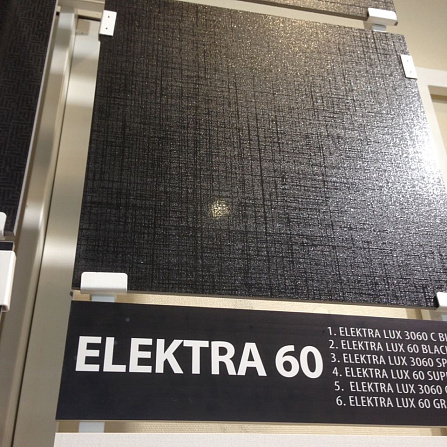 ELEKTRA 60
1. ELEKTRA LUX 3060 C
2. ELEKTRA LUX 60
3. ELEKTRA LUX 3060
4. ELEKTRA LUX 60
5. ELEKTRA LUX 3060
6. ELEKTRA LUX 60